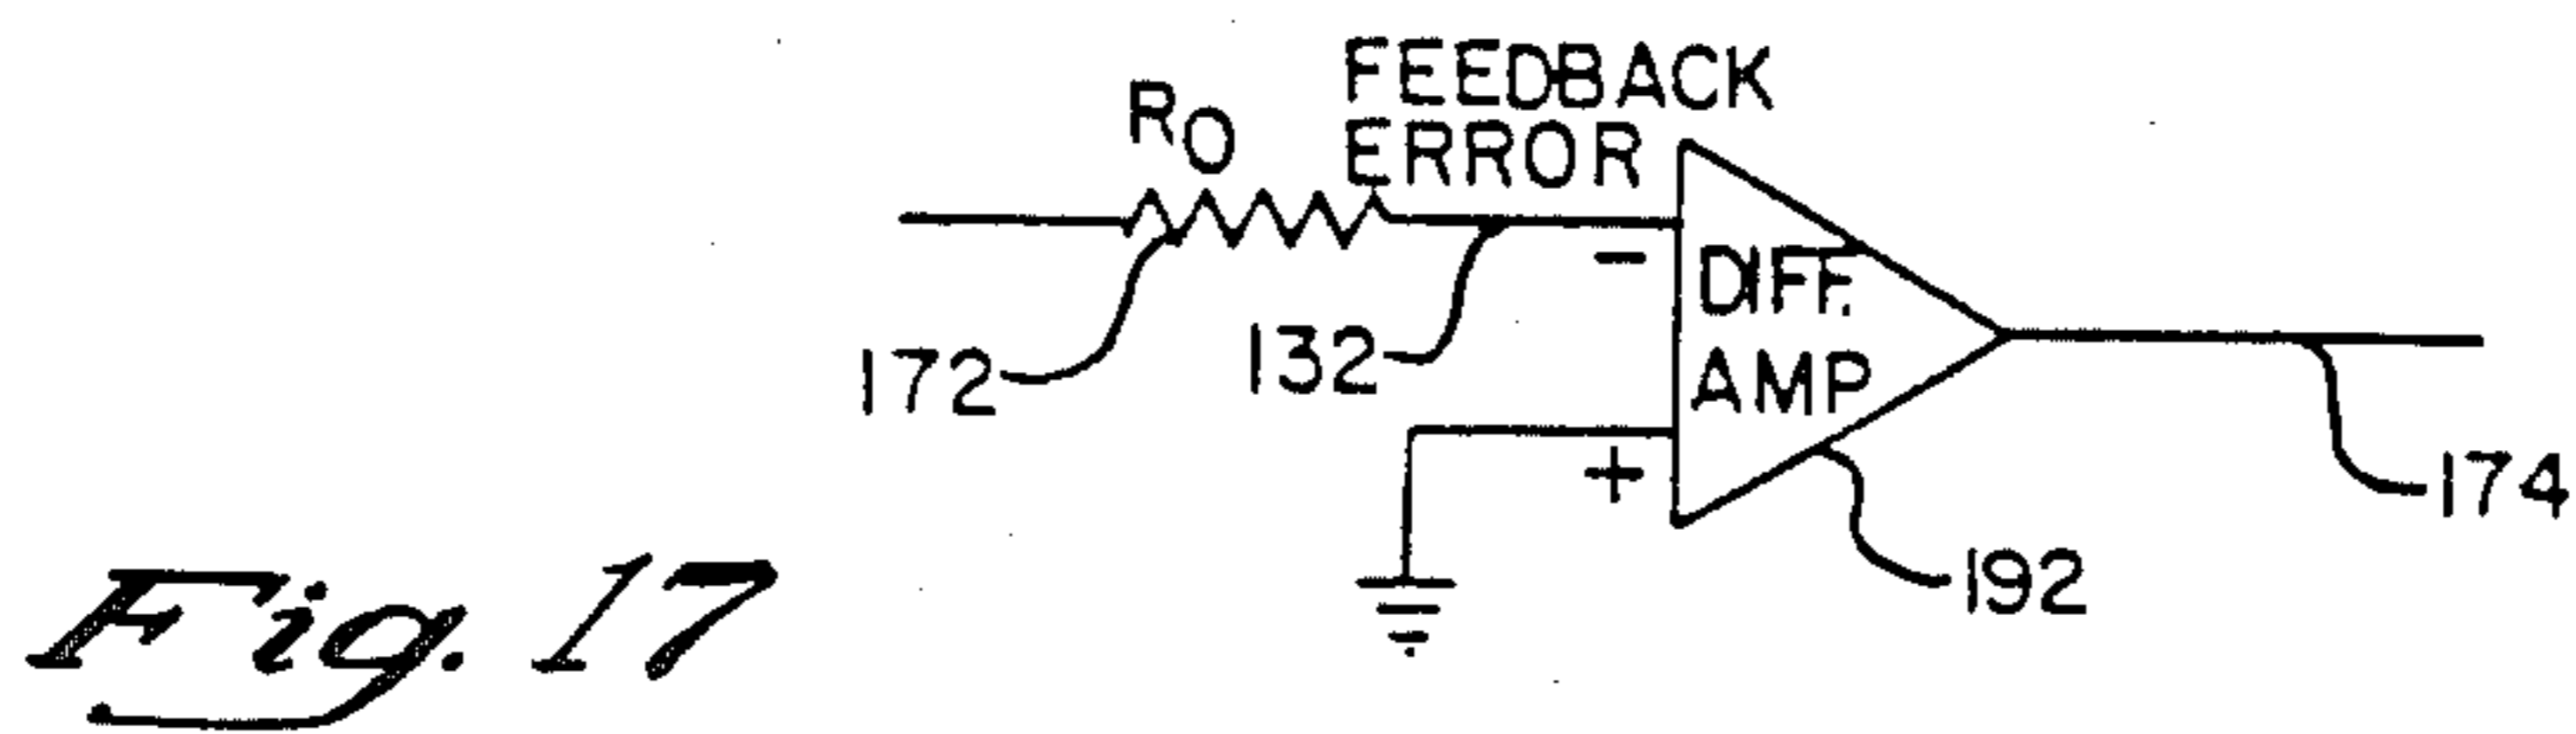 FEEDBACK
ERROR
RO
-
DIFF.
AMP
172
132
+
174
192
Fig. 17